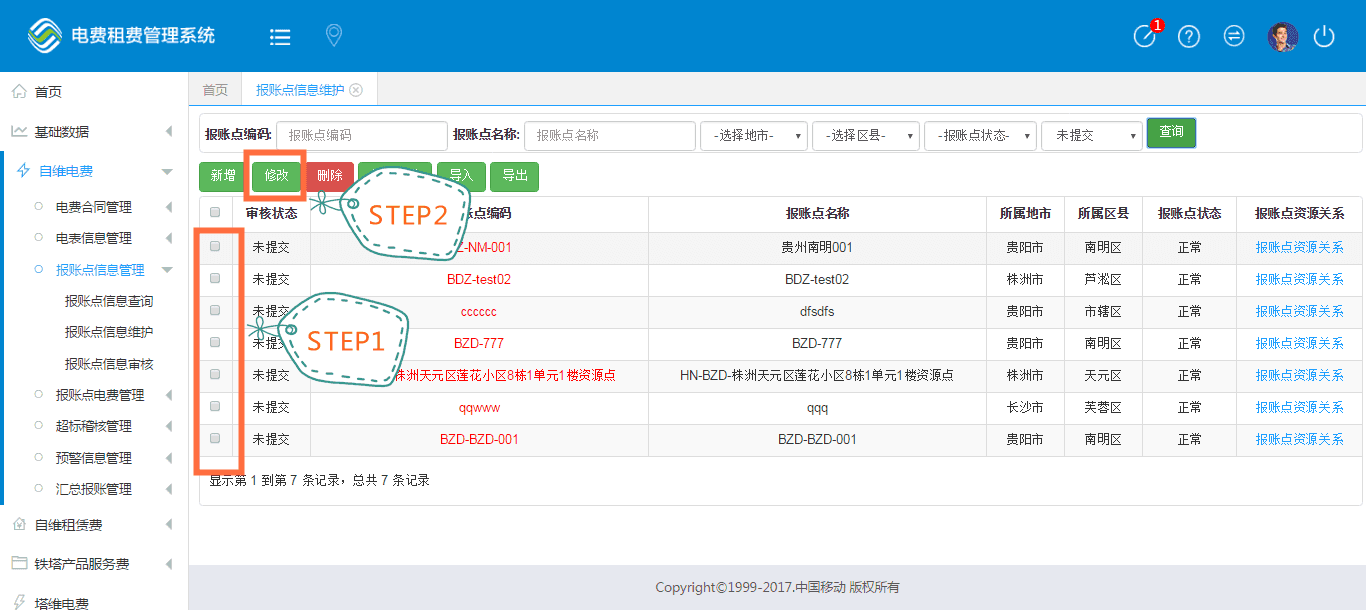 电费租费管理系统
1
首页
基础数据
自维电费
电费合同管理
电表信息管理
报账点信息管理
报账点信息查询
报账点信息维护
报账点信息审核
报账点电费管理
超标稽核管理
预警信息管理
汇总报账管理
自维租赁费
铁塔产品服务费
塔维电费
首页 报账点信息维护
报账点编码: 报账点编码 报账点名称: 报账点名称 -选择地市- -选择区县- -报账点状态- 未提交 查询
新增 修改 删除 导入 导出
STEP2
审核状态 账点编码 报账点名称 所属地市 所属区县 报账点状态 报账点资源关系
未提交 Z-NM-001 贵州南明001 贵阳市 南明区 正常 报账点资源关系
未提交 BDZ-test02 BDZ-test02 株洲市 芦淞区 正常 报账点资源关系
未提交 cccccc dfsdfs 贵阳市 市辖区 正常 报账点资源关系
STEP1
未提交 BZD-777 BZD-777 贵阳市 南明区 正常 报账点资源关系
未提交 株洲天元区莲花小区8栋1单元1楼资源点 HN-BZD-株洲天元区莲花小区8栋1单元1楼资源点 株洲市 天元区 正常 报账点资源关系
未提交 qqwww qqq 长沙市 芙蓉区 正常 报账点资源关系
未提交 BZD-BZD-001 BZD-BZD-001 贵阳市 南明区 正常 报账点资源关系
显示第 1 到第 7 条记录，总共 7 条记录
Copyright©1999-2017.中国移动 版权所有